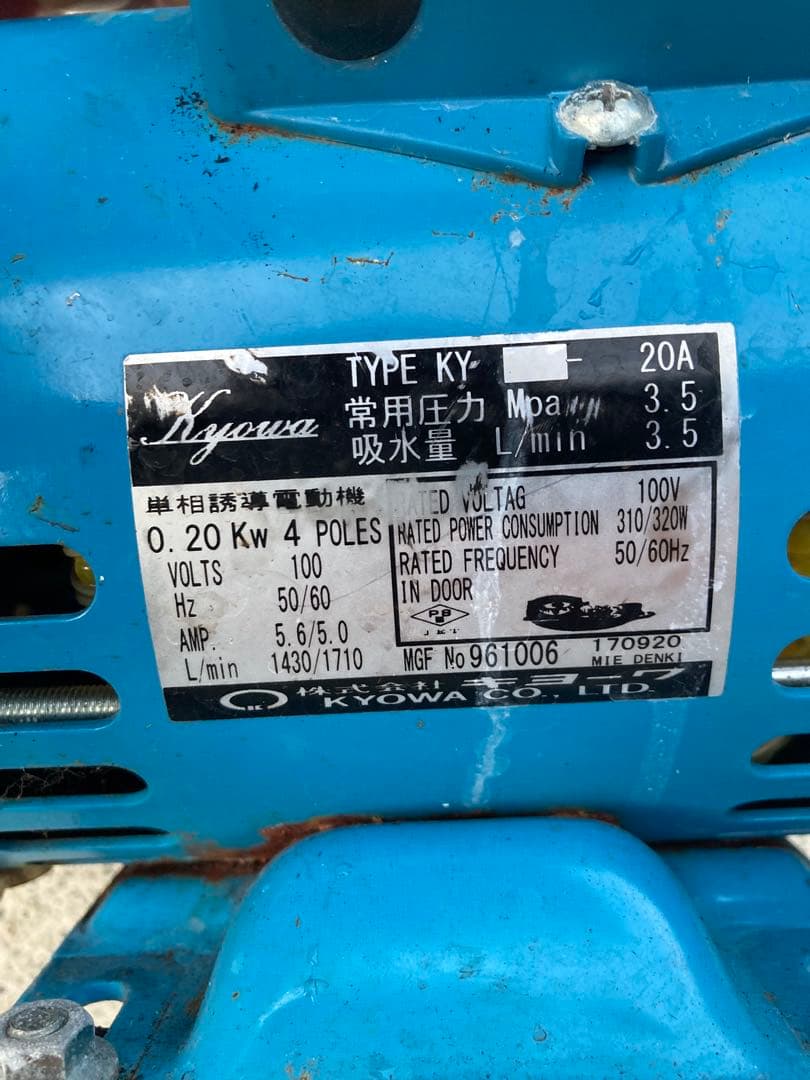 Kyowa
TYPE KY- - 20A
常用圧力 Mpa 3.5
吸水量 L/min 3.5
単相誘導電動機
0.20 Kw 4 POLES
VOLTS 100
Hz 50/60
AMP. 5.6/5.0
L/min 1430/1710
RATED VOLTAG 100V
RATED POWER CONSUMPTION 310/320W
RATED FREQUENCY 50/60Hz
IN DOOR
PSE
JET
MGF No 961006 170920
MIE DENKI
株式会社 キヨーワ
KYOWA CO., LTD.